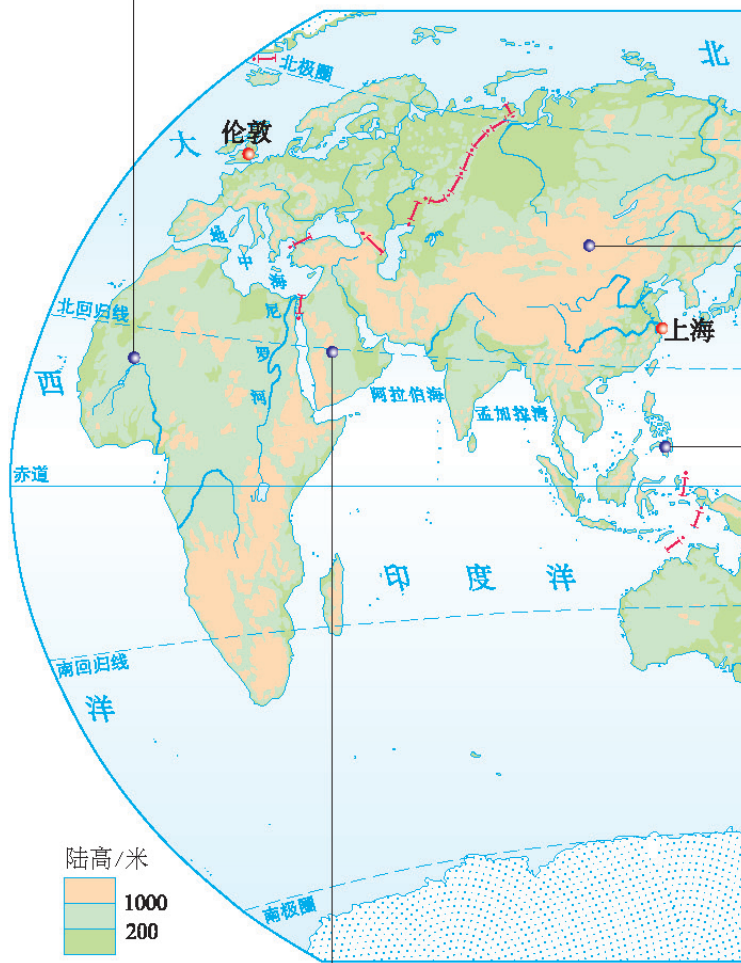 北
北极圈
大
伦敦
地
中
海
北回归线
尼
罗
河
上海
西
阿拉伯海
孟加拉湾
赤道
印 度 洋
南回归线
洋
陆高/米
1000
200
南极圈